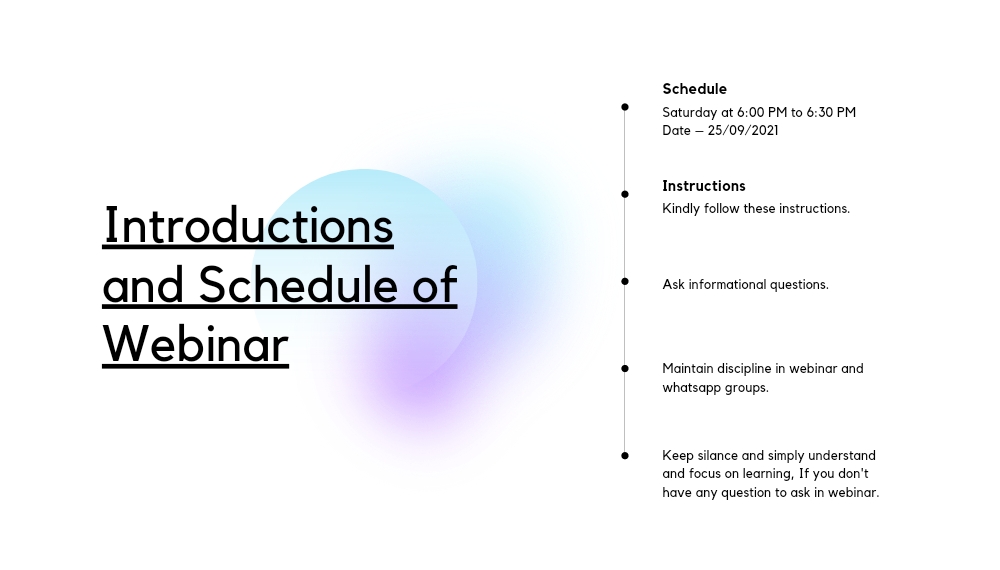 Introductions
and Schedule of
Webinar
Schedule
Saturday at 6:00 PM to 6:30 PM
Date – 25/09/2021
Instructions
Kindly follow these instructions.
Ask informational questions.
Maintain discipline in webinar and
whatsapp groups.
Keep silance and simply understand
and focus on learning, If you don't
have any question to ask in webinar.